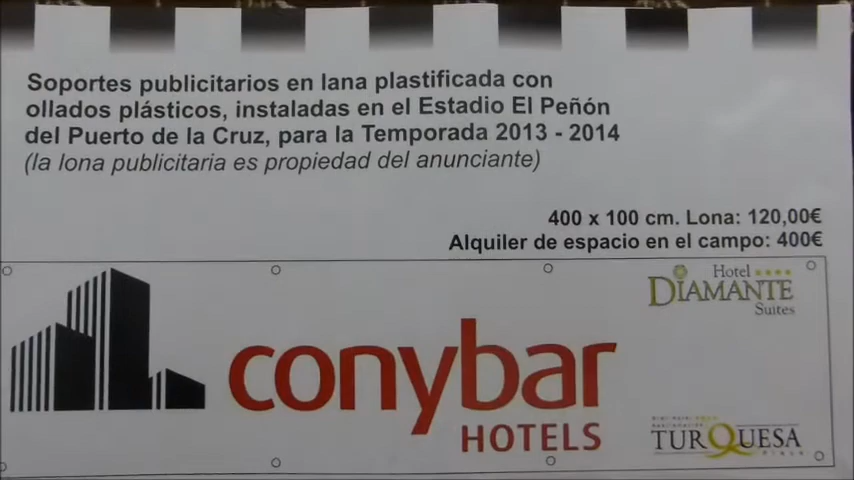 Soportes publicitarios en lana plastificada con
ollados plásticos, instaladas en el Estadio El Peñón
del Puerto de la Cruz, para la Temporada 2013 - 2014
(la lona publicitaria es propiedad del anunciante)
400 x 100 cm. Lona: 120,00€
Alquiler de espacio en el campo: 400€
Hotel
DIAMANTE
Suites
conybar
HOTELS
TURQUESA